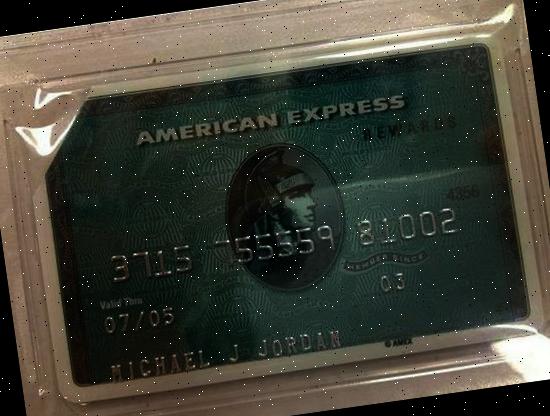 AMERICAN EXPRESS
REWARDS
4356
3715 755559 81002
MEMBER SINCE
Valid Thru
03
07/05
MICHAEL J JORDAN
© AMEX